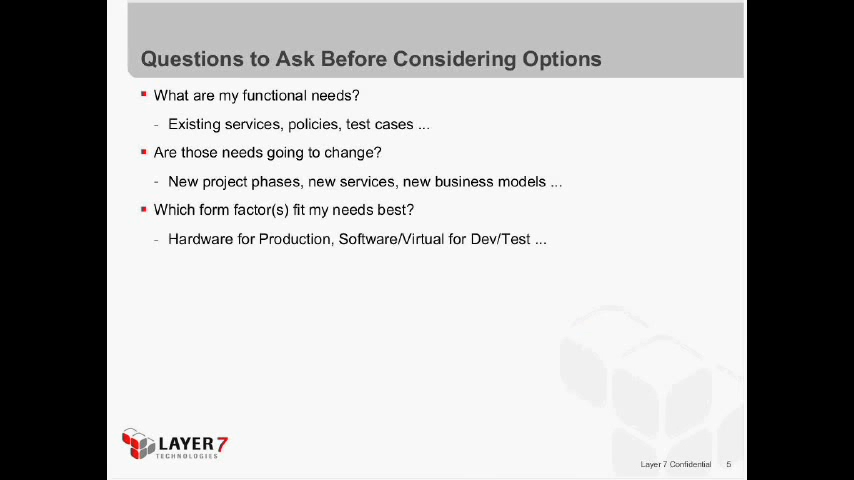 Questions to Ask Before Considering Options
▪ What are my functional needs?
- Existing services, policies, test cases ...
▪ Are those needs going to change?
- New project phases, new services, new business models ...
▪ Which form factor(s) fit my needs best?
- Hardware for Production, Software/Virtual for Dev/Test ...
LAYER 7
TECHNOLOGIES
Layer 7 Confidential 5